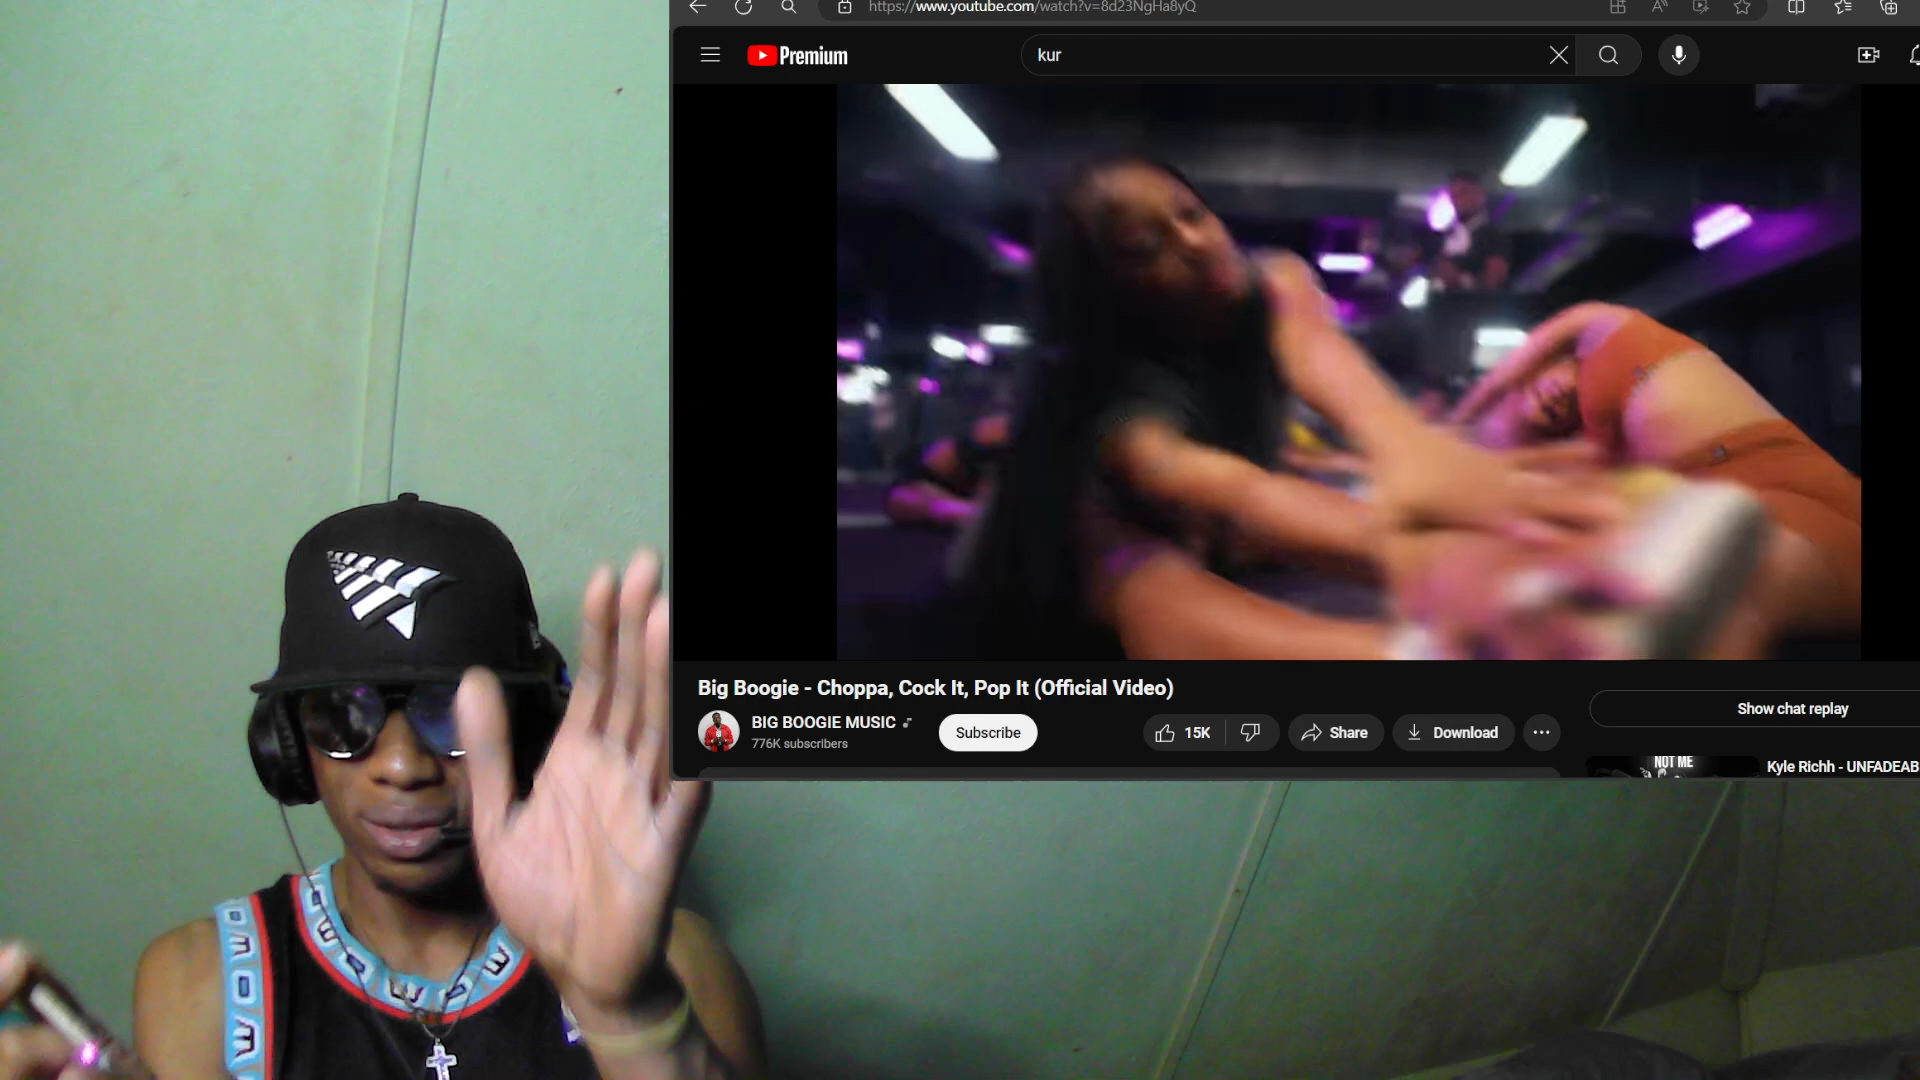 https://www.youtube.com/watch?v=8d23NgHa8yQ
Premium
kur
Big Boogie - Choppa, Cock It, Pop It (Official Video)
BIG BOOGIE MUSIC
776K subscribers
Subscribe
15K
Share
Download
Show chat replay
NOT ME
Kyle Richh - UNFADEAB